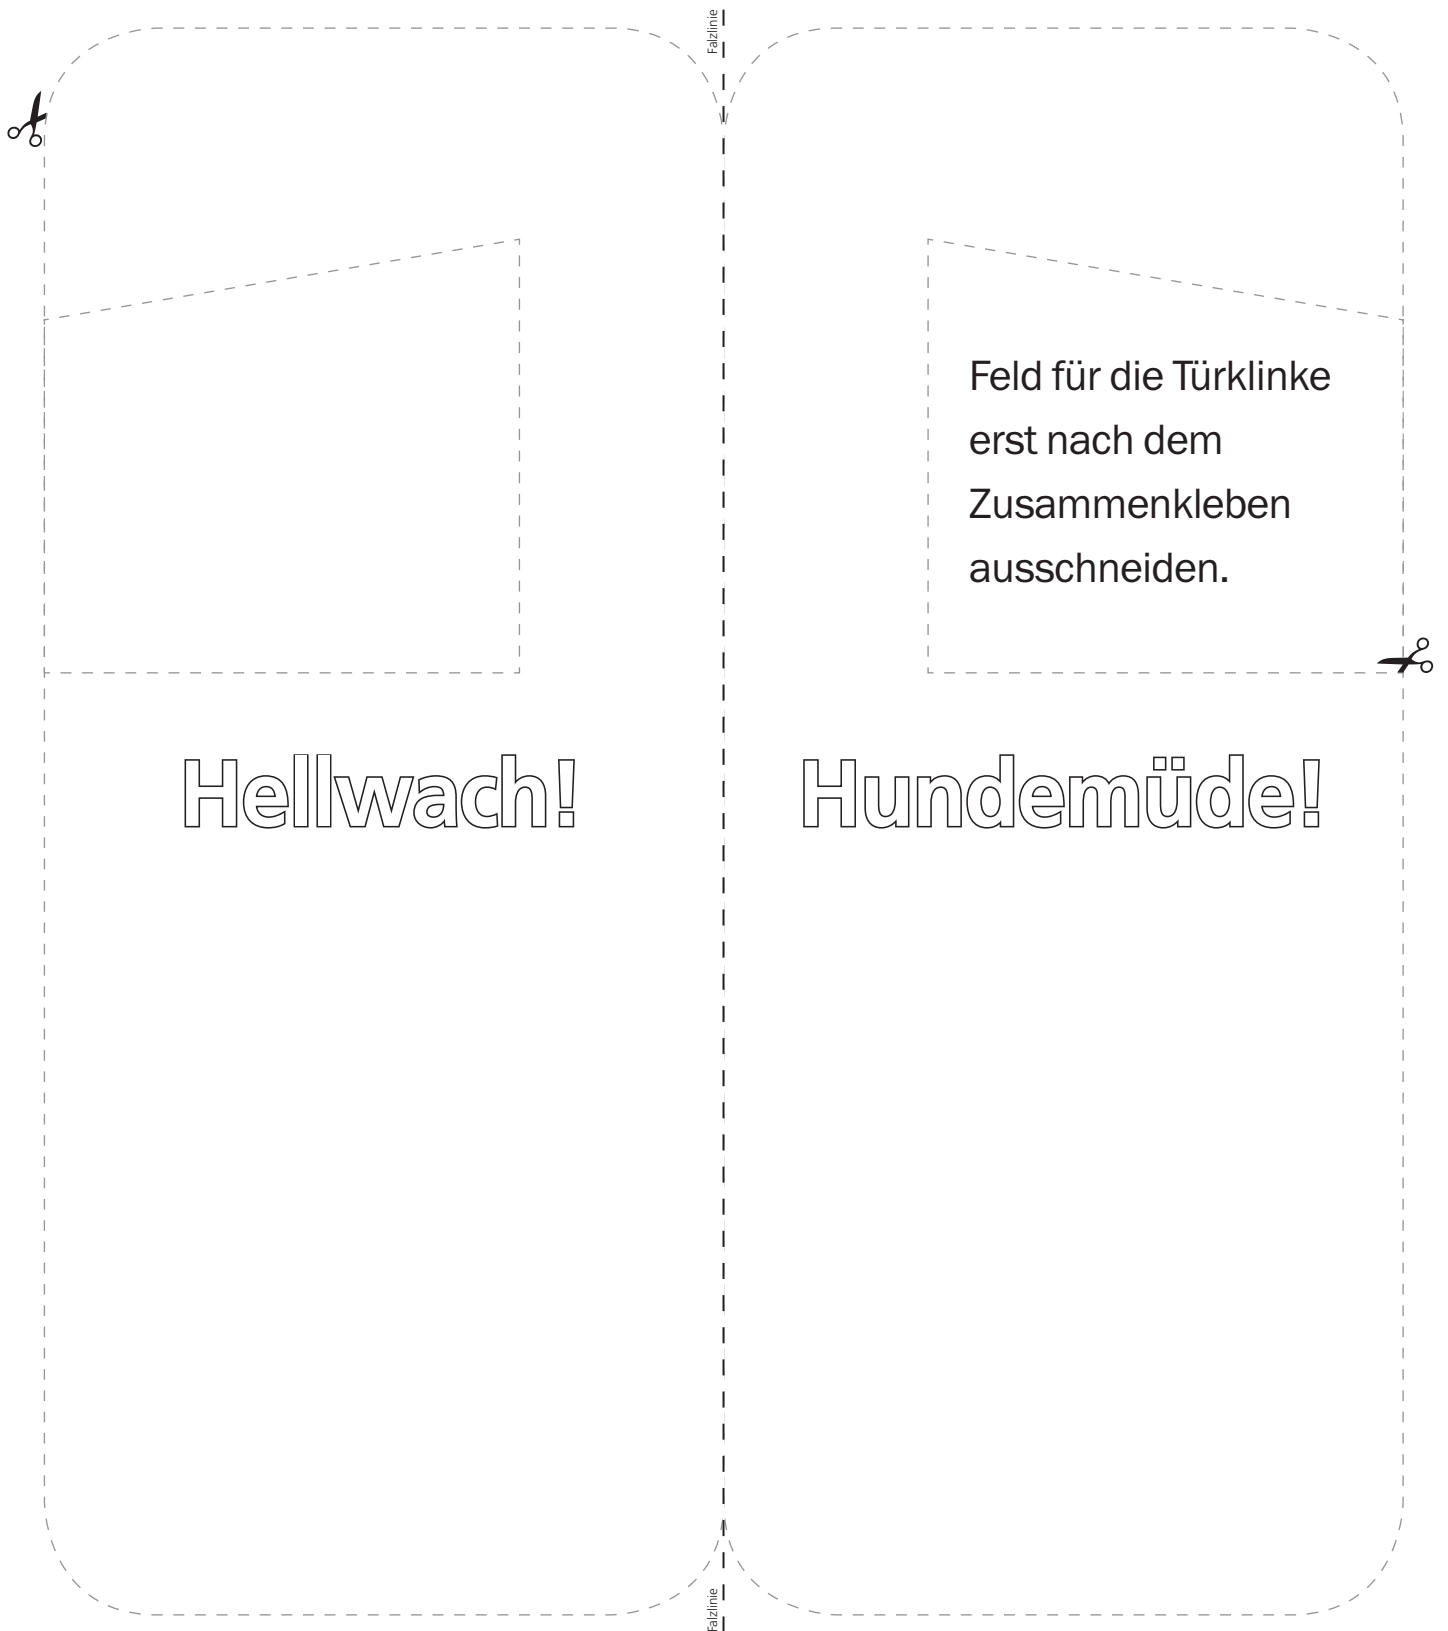 Falzlinie
Feld für die Türklinke
erst nach dem
Zusammenkleben
ausschneiden.
Hellwach!
Hundemüde!
Falzlinie